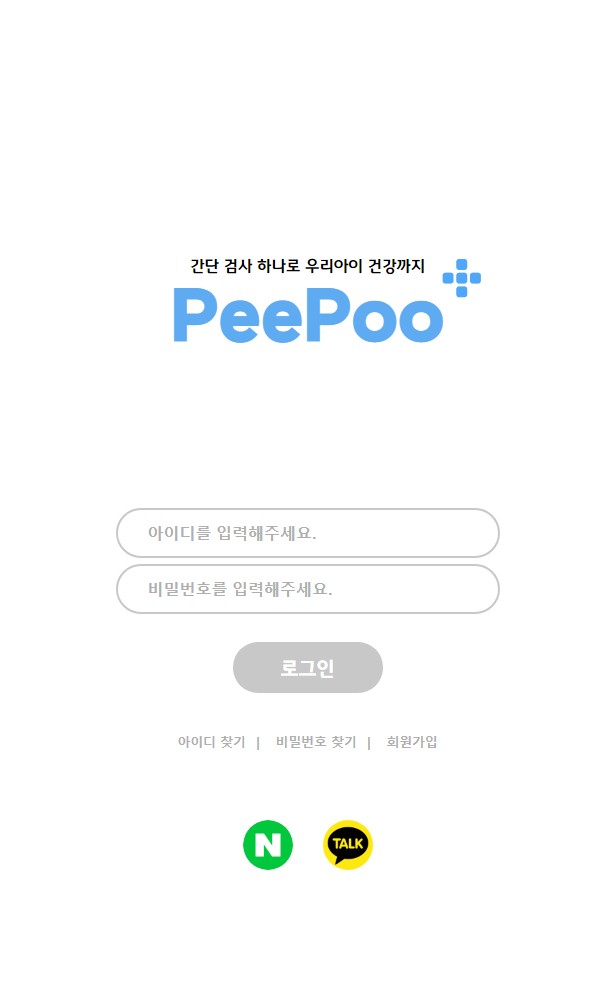 간단 검사 하나로 우리아이 건강까지
PeePoo
아이디를 입력해주세요.
비밀번호를 입력해주세요.
로그인
아이디 찾기 | 비밀번호 찾기 | 회원가입
N TALK